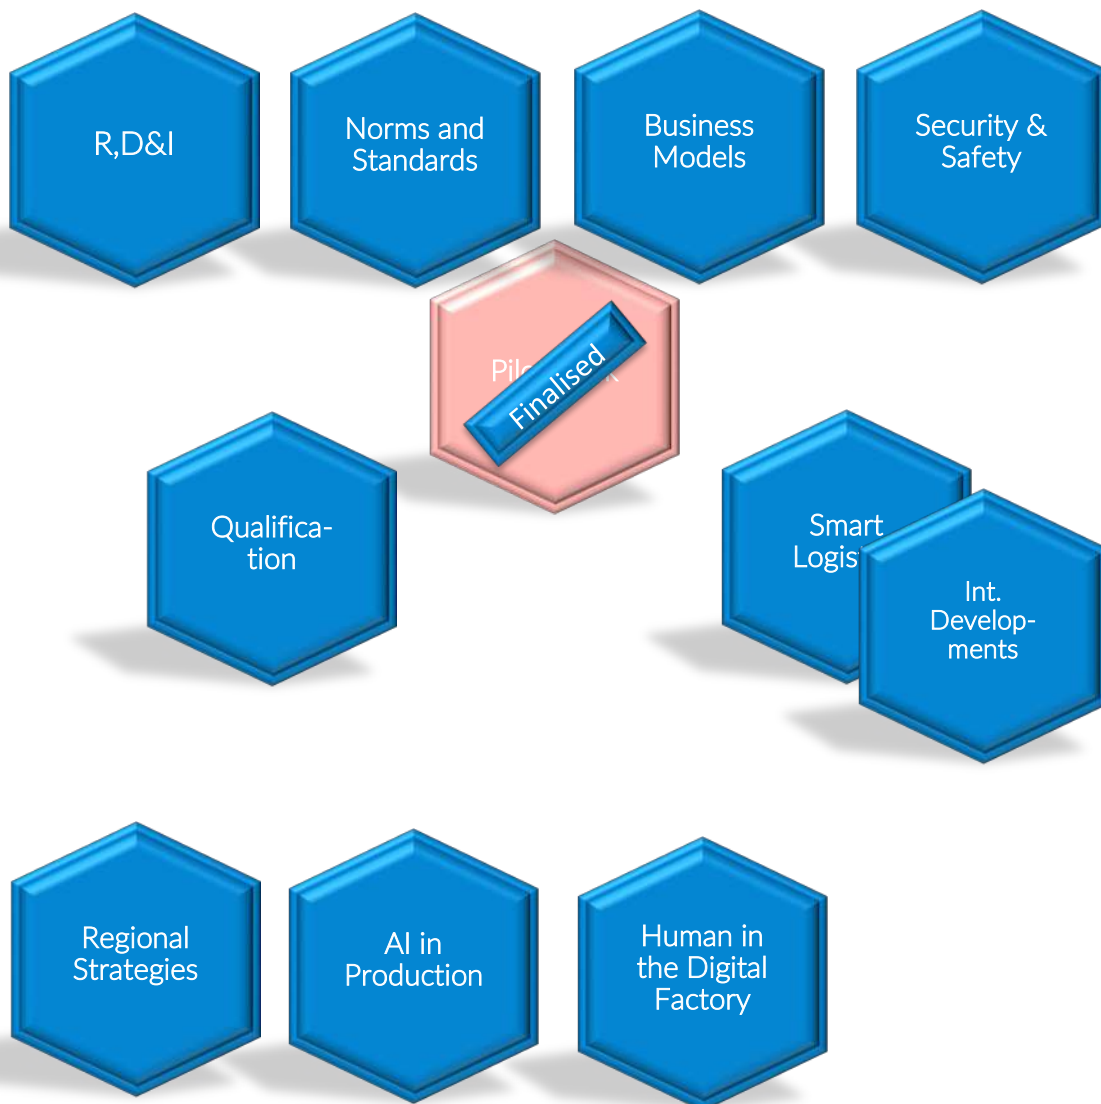 R,D&I
Norms and
Standards
Business
Models
Security &
Safety
Finalised
Qualifica-
tion
Smart
Int.
Develop-
ments
Regional
Strategies
AI in
Production
Human in
the Digital
Factory